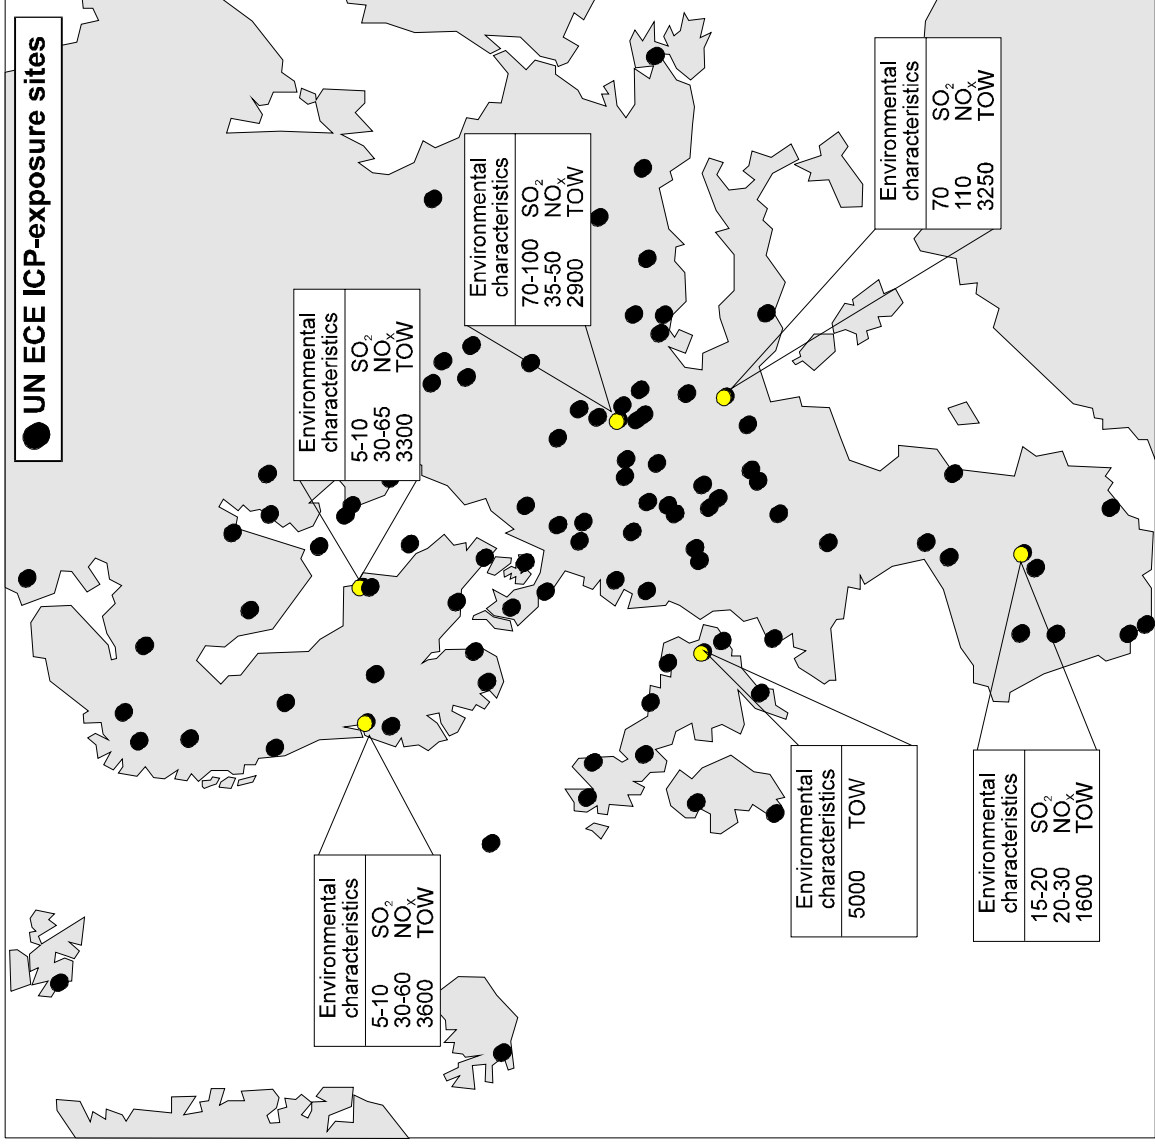 UN ECE ICP-exposure sites
Environmental
characteristics
5-10 SO₂
30-65 NOₓ
3300 TOW
Environmental
characteristics
5-10 SO₂
30-60 NOₓ
3600 TOW
Environmental
characteristics
70-100 SO₂
35-50 NOₓ
2900 TOW
Environmental
characteristics
5000 TOW
Environmental
characteristics
70 SO₂
110 NOₓ
3250 TOW
Environmental
characteristics
15-20 SO₂
20-30 NOₓ
1600 TOW